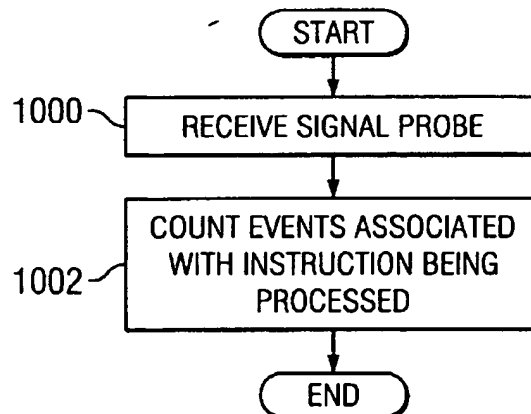 START
1000
RECEIVE SIGNAL PROBE
1002
COUNT EVENTS ASSOCIATED
WITH INSTRUCTION BEING
PROCESSED
END